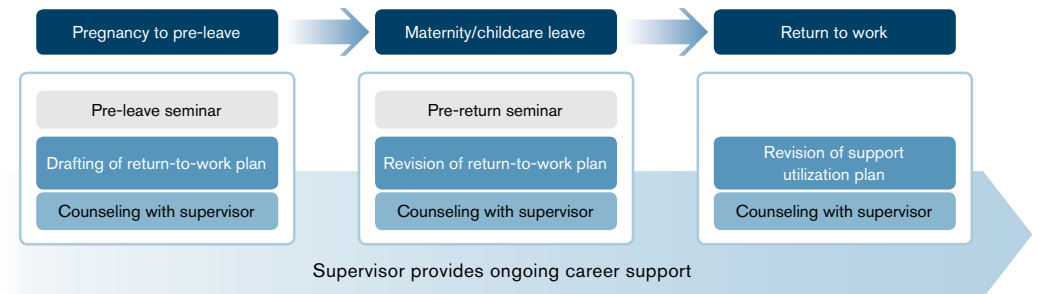 Pregnancy to pre-leave
Maternity/childcare leave
Return to work
Pre-leave seminar
Drafting of return-to-work plan
Counseling with supervisor
Pre-return seminar
Revision of return-to-work plan
Counseling with supervisor
Revision of support
utilization plan
Counseling with supervisor
Supervisor provides ongoing career support